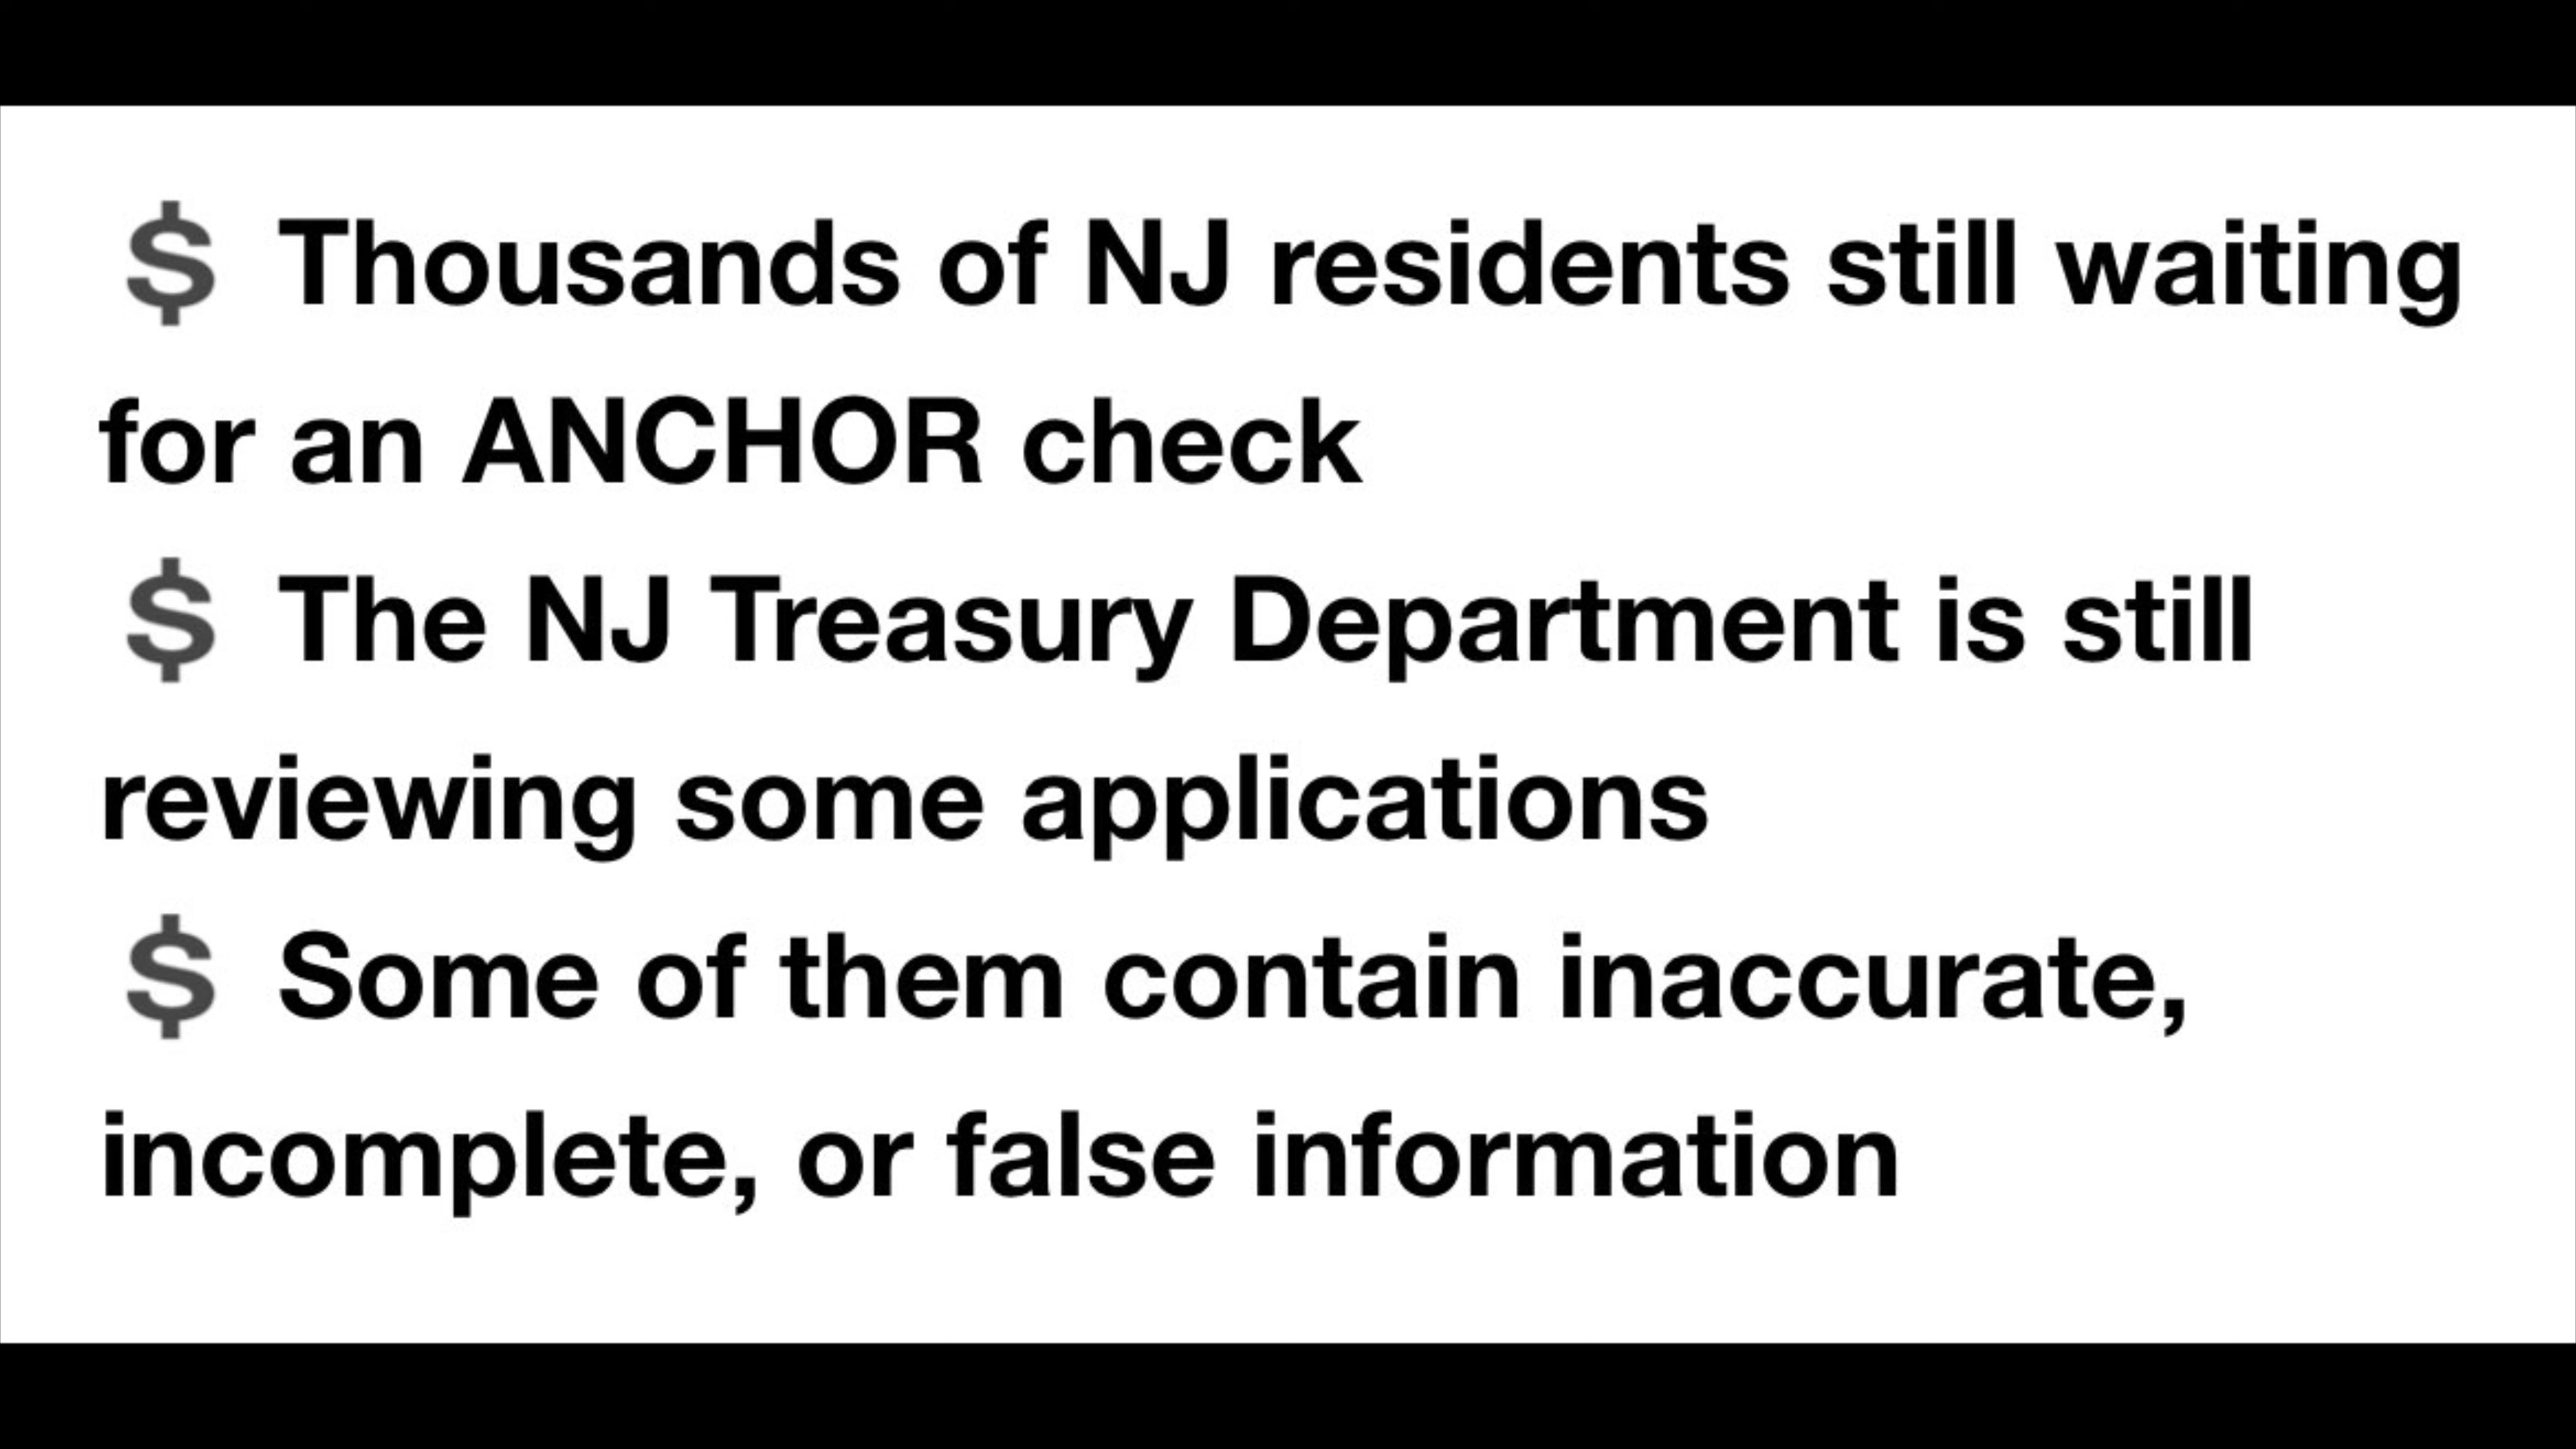 💲 Thousands of NJ residents still waiting
for an ANCHOR check
💲 The NJ Treasury Department is still
reviewing some applications
💲 Some of them contain inaccurate,
incomplete, or false information